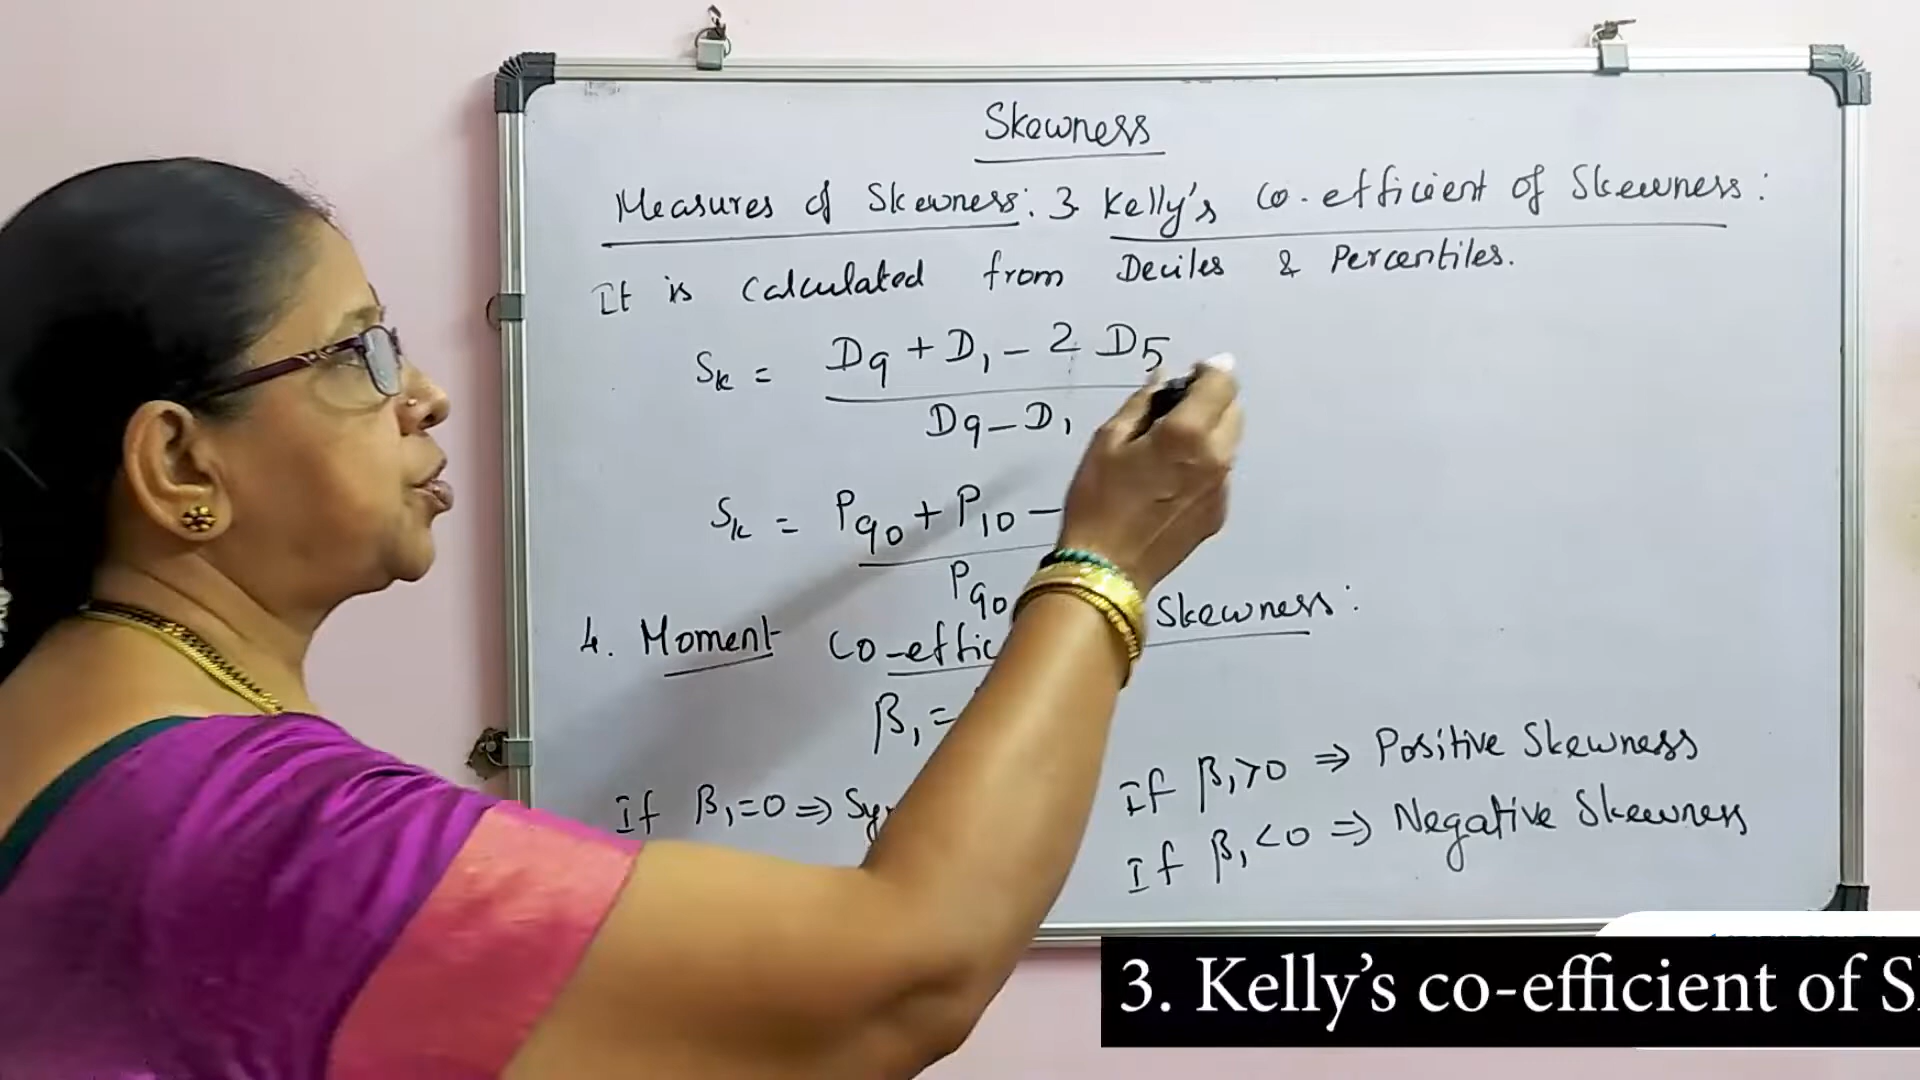 Skewness
Measures of Skewness: 3. Kelly's Co-efficient of Skewness:
It is Calculated from Deciles & Percentiles.
Sk = D9 + D1 - 2 D5
D9 - D1
Sk = P90 + P10 -
P90
4. Moment Co-effic Skewness:
β1 =
If β1 = 0 ⇒ Sy
If β1 > 0 ⇒ Positive Skewness
If β1 < 0 ⇒ Negative Skewness
3. Kelly's co-efficient of S